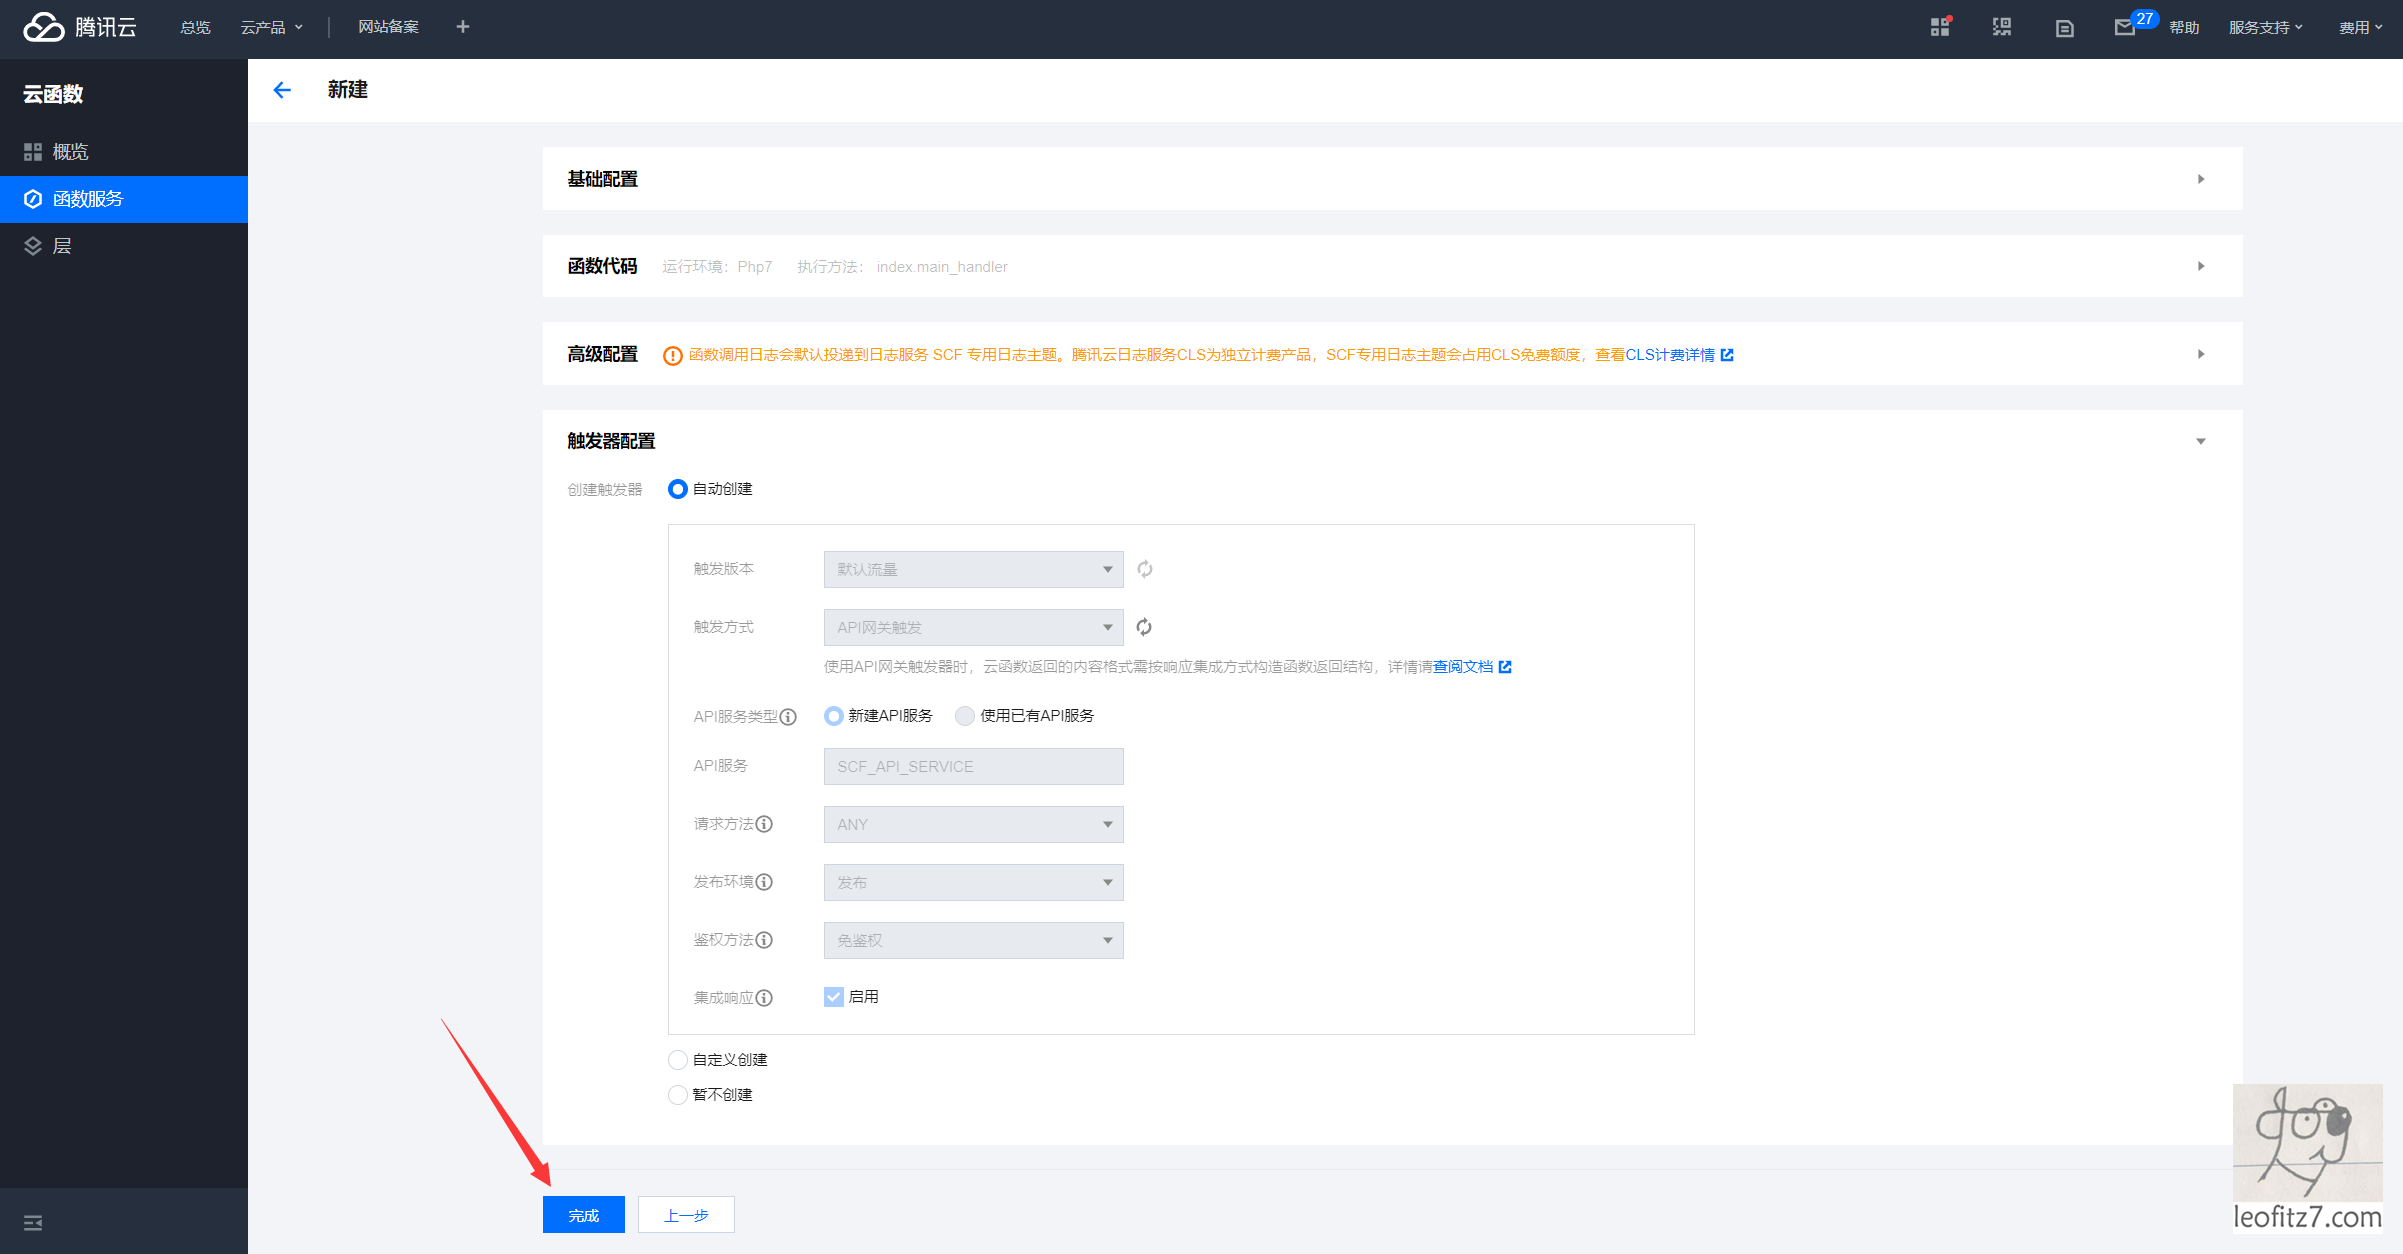 腾讯云 总览 云产品 网站备案 + 27 帮助 服务支持 费用
云函数
概览
函数服务
层
新建
基础配置
函数代码 运行环境：Php7 执行方法： index.main_handler
高级配置 函数调用日志会默认投递到日志服务 SCF 专用日志主题。腾讯云日志服务CLS为独立计费产品，SCF专用日志主题会占用CLS免费额度，查看CLS计费详情
触发器配置
创建触发器 自动创建
触发版本 默认流量
触发方式 API网关触发
使用API网关触发器时，云函数返回的内容格式需按响应集成方式构造函数返回结构，详情请查阅文档
API服务类型 新建API服务 使用已有API服务
API服务 SCF_API_SERVICE
请求方法 ANY
发布环境 发布
鉴权方法 免鉴权
集成响应 启用
自定义创建
暂不创建
完成 上一步
dog
leofitz7.com